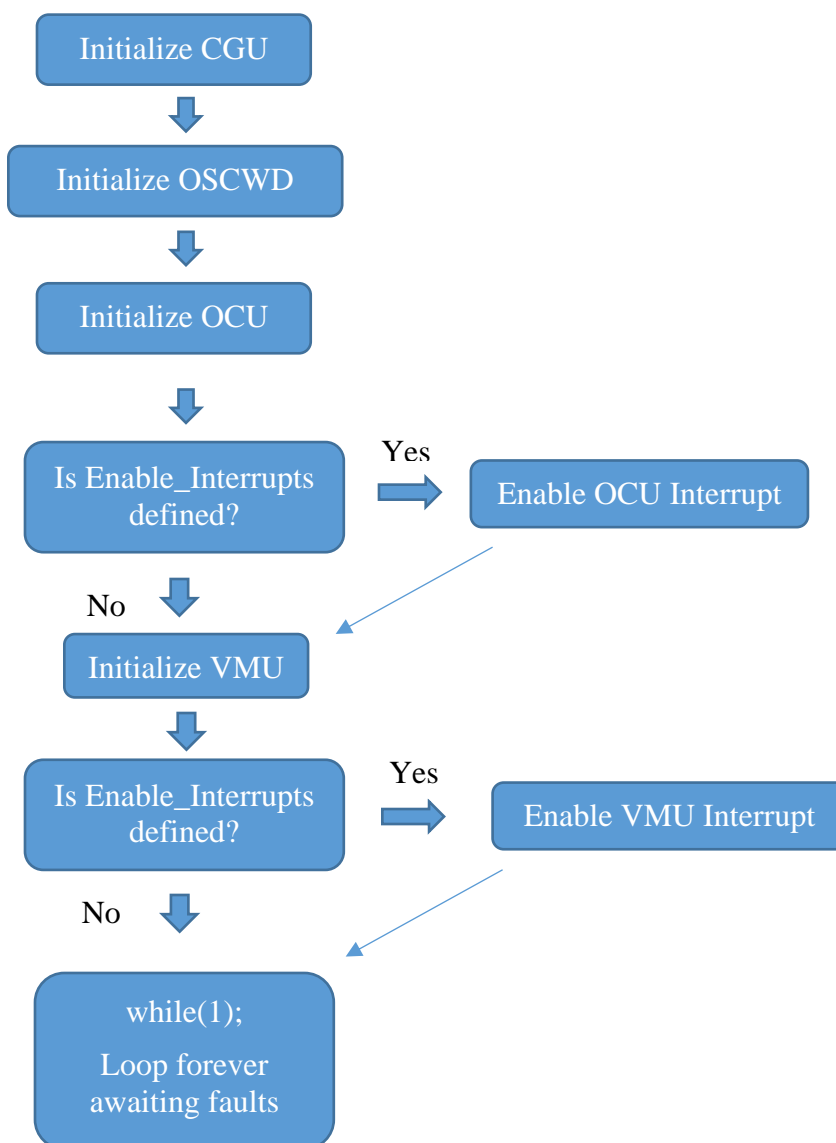 Initialize CGU
Initialize OSCWD
Initialize OCU
Is Enable_Interrupts
defined?
Yes
Enable OCU Interrupt
No
Initialize VMU
Is Enable_Interrupts
defined?
Yes
Enable VMU Interrupt
No
while(1);
Loop forever
awaiting faults